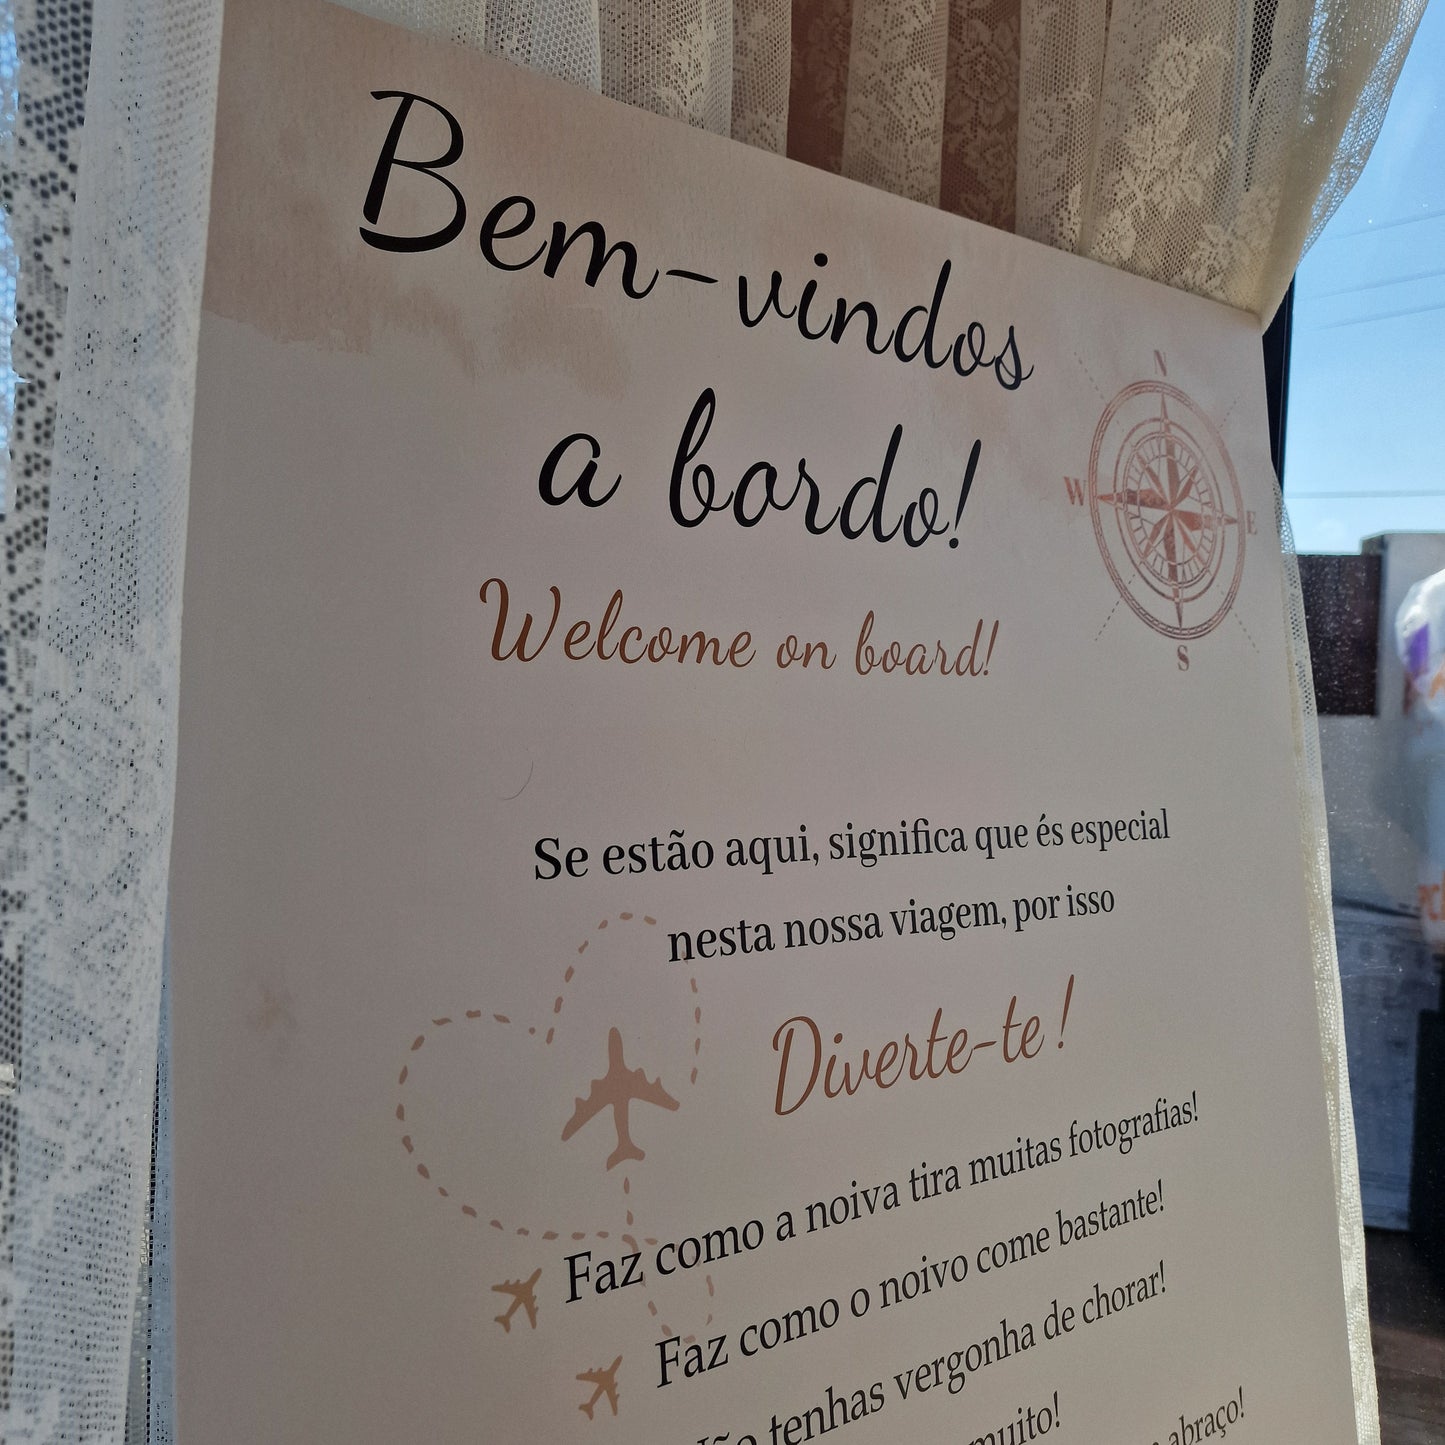 Bem-vindos
a bordo!
N
W
E
S
Welcome on board!
Se estão aqui, significa que és especial
nesta nossa viagem, por isso
Diverte-te!
Faz como a noiva tira muitas fotografias!
Faz como o noivo come bastante!
tenhas vergonha de chorar!
muito!
abraço!